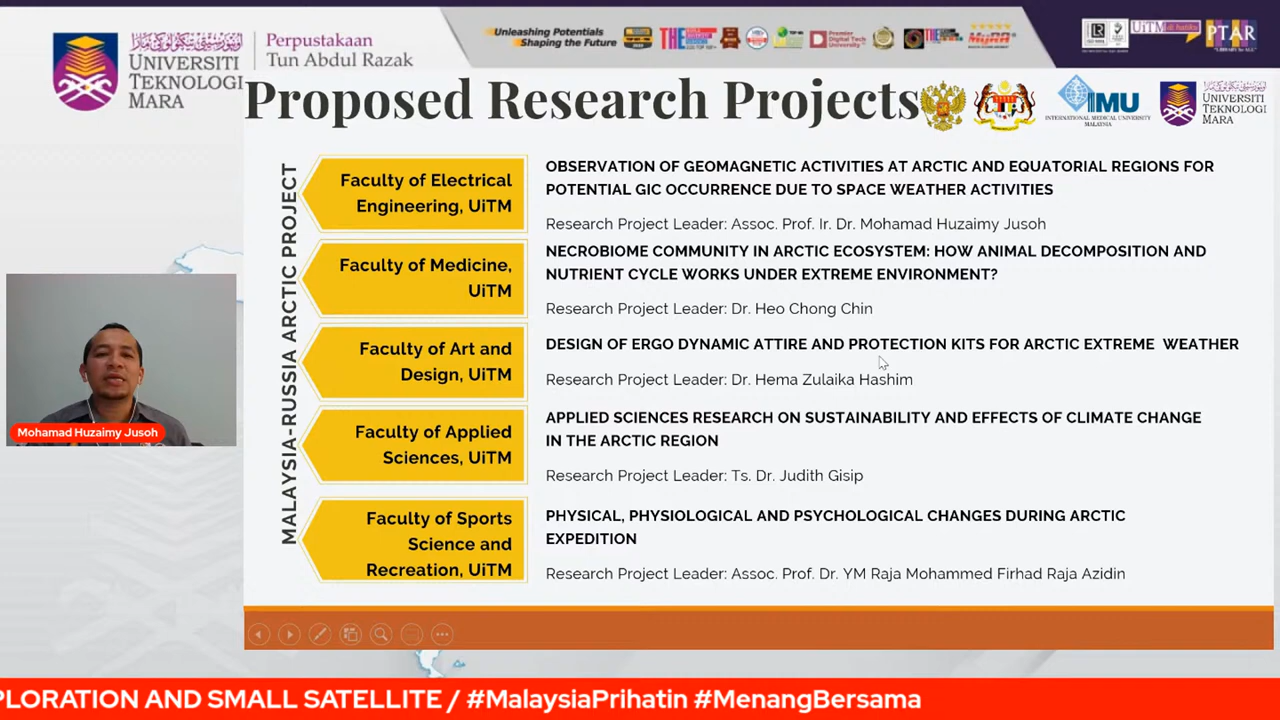 UNIVERSITI
TEKNOLOGI
MARA
Perpustakaan
Tun Abdul Razak
Unleashing Potentials
Shaping the Future
Premier
Digital Tech
University
UiTM di hatiku
PTAR
Proposed Research Projects
IMU
INTERNATIONAL MEDICAL UNIVERSITY
MALAYSIA
UNIVERSITI
TEKNOLOGI
MARA
MALAYSIA-RUSSIA ARCTIC PROJECT
Faculty of Electrical
Engineering, UiTM
OBSERVATION OF GEOMAGNETIC ACTIVITIES AT ARCTIC AND EQUATORIAL REGIONS FOR
POTENTIAL GIC OCCURRENCE DUE TO SPACE WEATHER ACTIVITIES
Research Project Leader: Assoc. Prof. Ir. Dr. Mohamad Huzaimy Jusoh
Faculty of Medicine,
UiTM
NECROBIOME COMMUNITY IN ARCTIC ECOSYSTEM: HOW ANIMAL DECOMPOSITION AND
NUTRIENT CYCLE WORKS UNDER EXTREME ENVIRONMENT?
Research Project Leader: Dr. Heo Chong Chin
Faculty of Art and
Design, UiTM
DESIGN OF ERGO DYNAMIC ATTIRE AND PROTECTION KITS FOR ARCTIC EXTREME WEATHER
Research Project Leader: Dr. Hema Zulaika Hashim
Faculty of Applied
Sciences, UiTM
APPLIED SCIENCES RESEARCH ON SUSTAINABILITY AND EFFECTS OF CLIMATE CHANGE
IN THE ARCTIC REGION
Research Project Leader: Ts. Dr. Judith Gisip
Faculty of Sports
Science and
Recreation, UiTM
PHYSICAL, PHYSIOLOGICAL AND PSYCHOLOGICAL CHANGES DURING ARCTIC
EXPEDITION
Research Project Leader: Assoc. Prof. Dr. YM Raja Mohammed Firhad Raja Azidin
Mohamad Huzaimy Jusoh
PLORATION AND SMALL SATELLITE / #MalaysiaPrihatin #MenangBersama